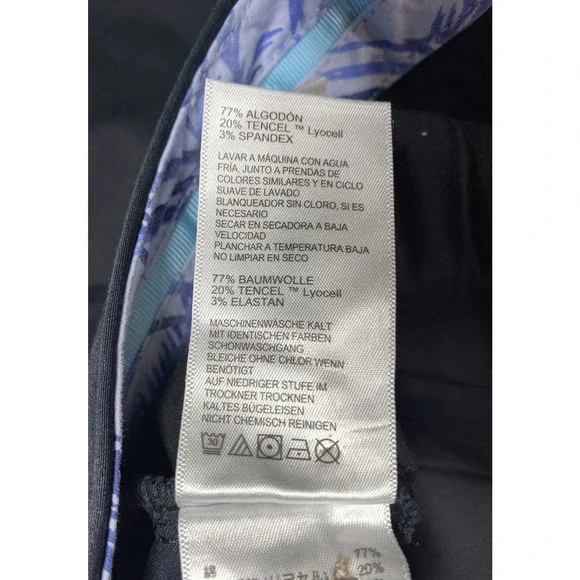 77% ALGODÓN
20% TENCEL ™ Lyocell
3% SPANDEX
LAVAR A MÁQUINA CON AGUA
FRÍA, JUNTO A PRENDAS DE
COLORES SIMILARES Y EN CICLO
SUAVE DE LAVADO
BLANQUEADOR SIN CLORO, SI ES
NECESARIO
SECAR EN SECADORA A BAJA
VELOCIDAD
PLANCHAR A TEMPERATURA BAJA
NO LIMPIAR EN SECO
77% BAUMWOLLE
20% TENCEL ™ Lyocell
3% ELASTAN
MASCHINENWÄSCHE KALT
MIT IDENTISCHEN FARBEN
SCHONWASCHGANG
BLEICHE OHNE CHLOR WENN
BENÖTIGT
AUF NIEDRIGER STUFE IM
TROCKNER TROCKNEN
KALTES BÜGELEISEN
NICHT CHEMISCH REINIGEN
30
77%
20%